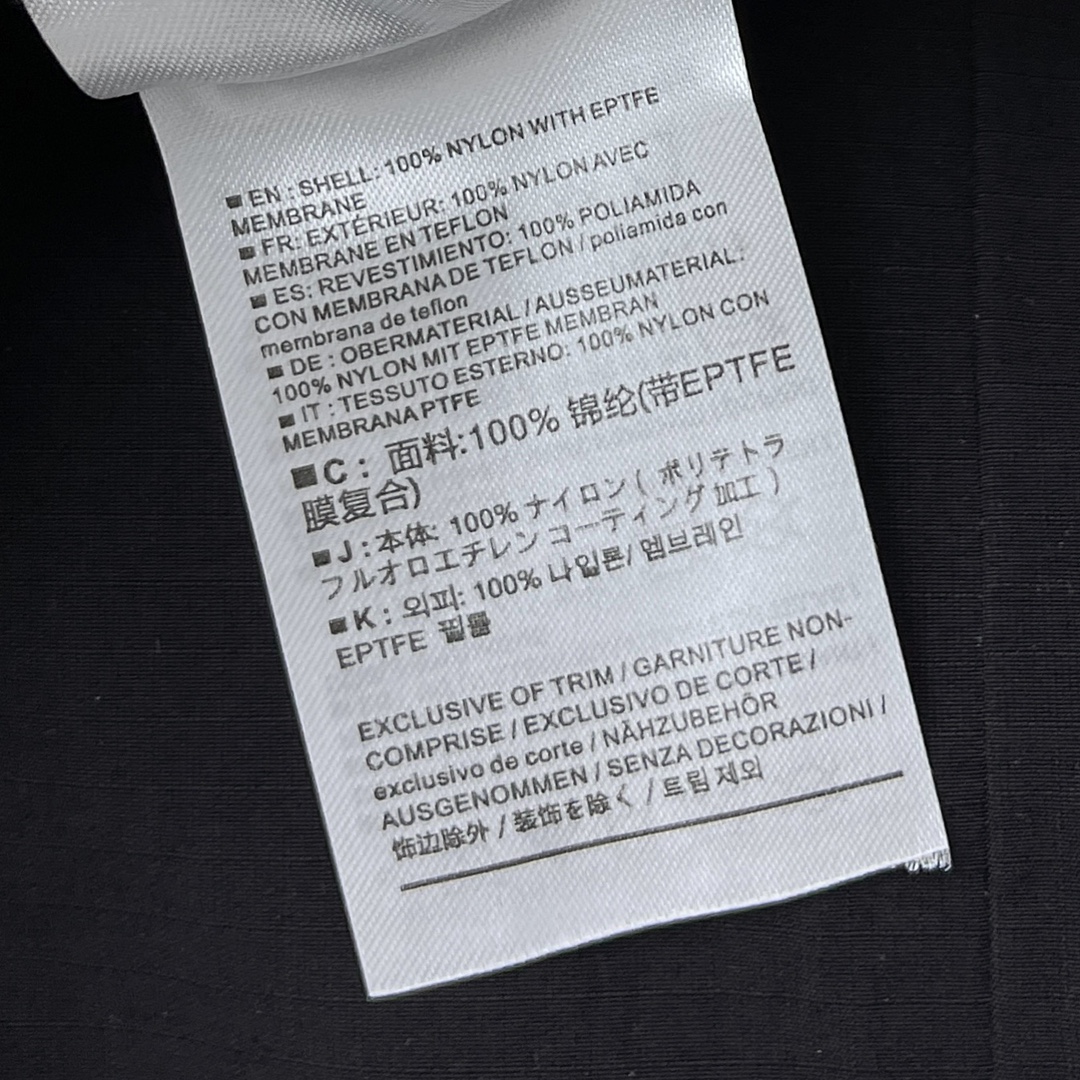 ■ EN : SHELL: 100% NYLON WITH EPTFE
MEMBRANE
■ FR: EXTÉRIEUR: 100% NYLON AVEC
MEMBRANE EN TEFLON
■ ES: REVESTIMIENTO: 100% POLIAMIDA
CON MEMBRANA DE TEFLON / poliamida con
membrana de teflon
■ DE : OBERMATERIAL / AUSSEUMATERIAL:
100% NYLON MIT EPTFE MEMBRAN
■ IT : TESSUTO ESTERNO: 100% NYLON CON
MEMBRANA PTFE
■ C : 面料:100% 锦纶(带EPTFE
膜复合)
■ J : 本体: 100% ナイロン ( ポリテトラ
フルオロエチレン コーティング 加工 )
■ K : 외피: 100% 나일론/ 엠브레인
EPTFE 필름
EXCLUSIVE OF TRIM / GARNITURE NON-
COMPRISE / EXCLUSIVO DE CORTE /
exclusivo de corte / NÄHZUBEHÖR
AUSGENOMMEN / SENZA DECORAZIONI /
饰边除外 / 装饰を除く / 트림 제외